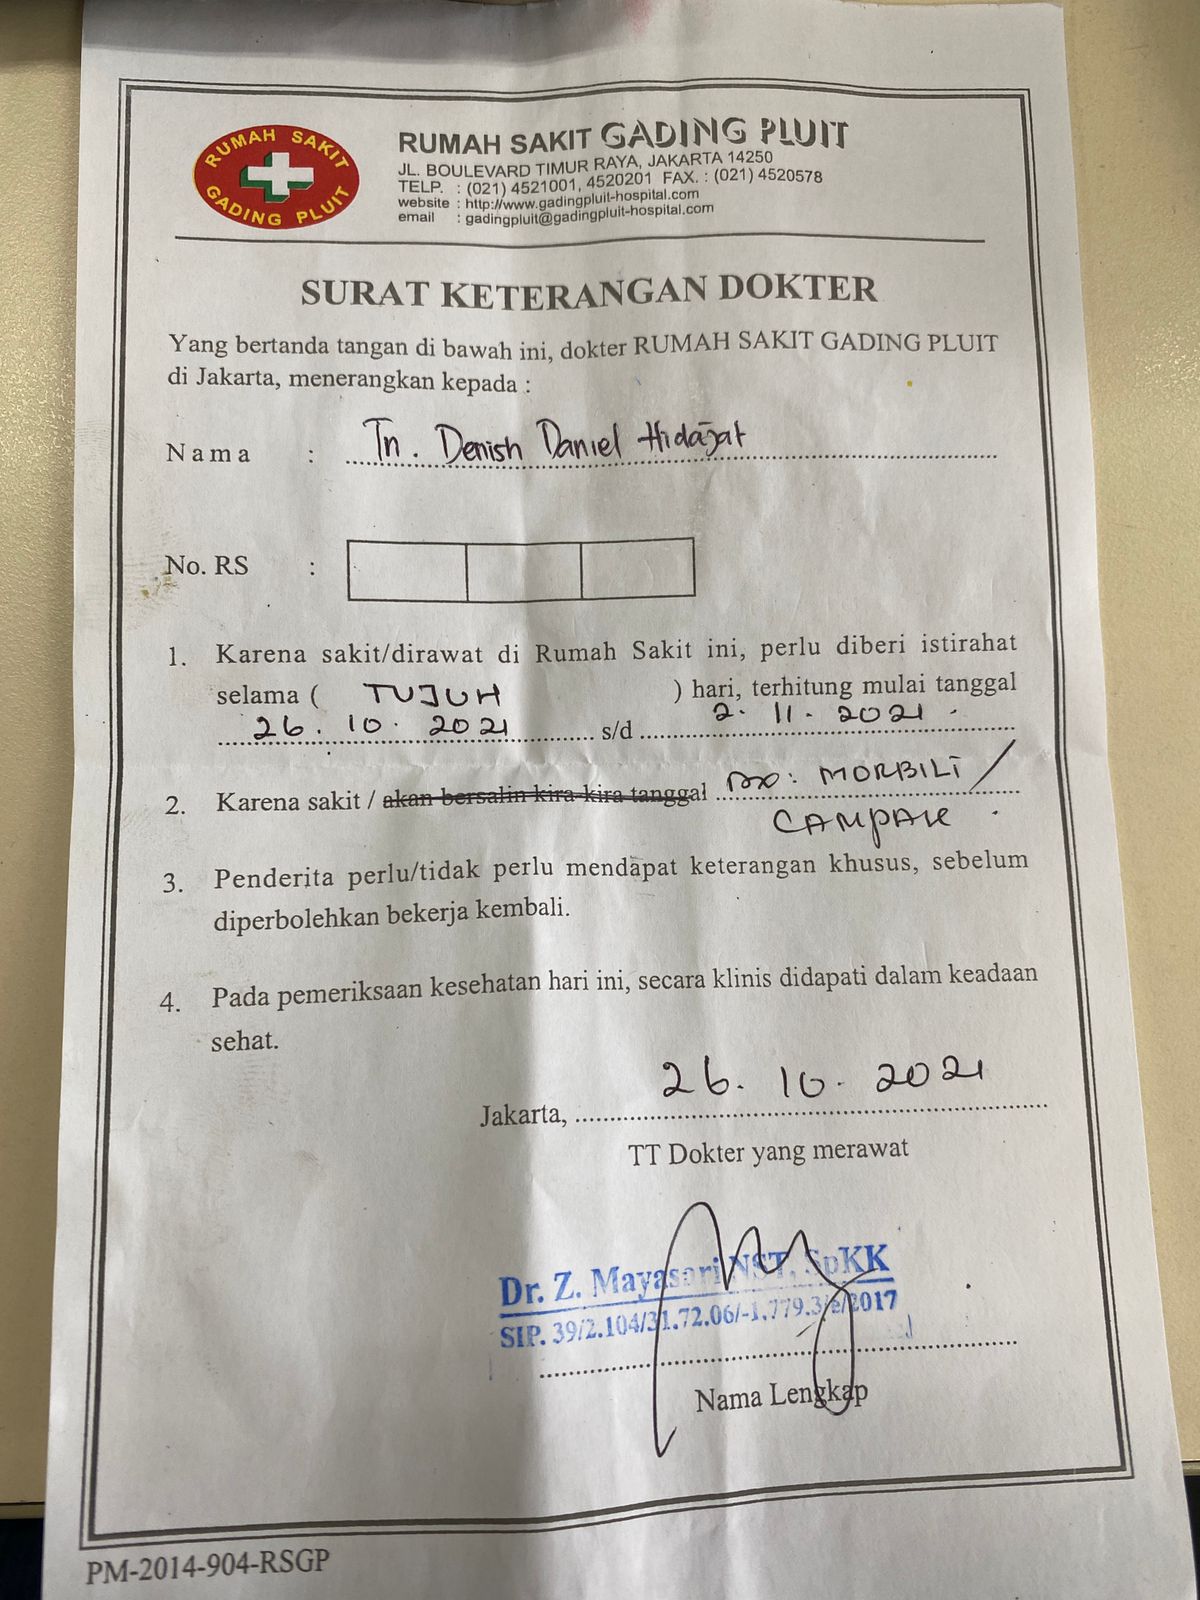 RUMAH SAKIT
GADING PLUIT
RUMAH SAKIT GADING PLUIT
JL. BOULEVARD TIMUR RAYA, JAKARTA 14250
TELP. : (021) 4521001, 4520201 FAX. : (021) 4520578
website : http://www.gadingpluit-hospital.com
email : gadingpluit@gadingpluit-hospital.com
SURAT KETERANGAN DOKTER
Yang bertanda tangan di bawah ini, dokter RUMAH SAKIT GADING PLUIT
di Jakarta, menerangkan kepada :
Nama : Tn. Denish Daniel Hidajat
No. RS :
1. Karena sakit/dirawat di Rumah Sakit ini, perlu diberi istirahat
selama ( TUJUH ) hari, terhitung mulai tanggal
26. 10. 2021 s/d 2. 11. 2021.
2. Karena sakit / akan bersalin kira-kira tanggal Dx: MORBILI /
CAMPAK.
3. Penderita perlu/tidak perlu mendapat keterangan khusus, sebelum
diperbolehkan bekerja kembali.
4. Pada pemeriksaan kesehatan hari ini, secara klinis didapati dalam keadaan
sehat.
Jakarta, 26. 10. 2021
TT Dokter yang merawat
Dr. Z. Mayasari NST, SpKK
SIP. 39/2.104/31.72.06/-1.779.3/e/2017
Nama Lengkap
PM-2014-904-RSGP